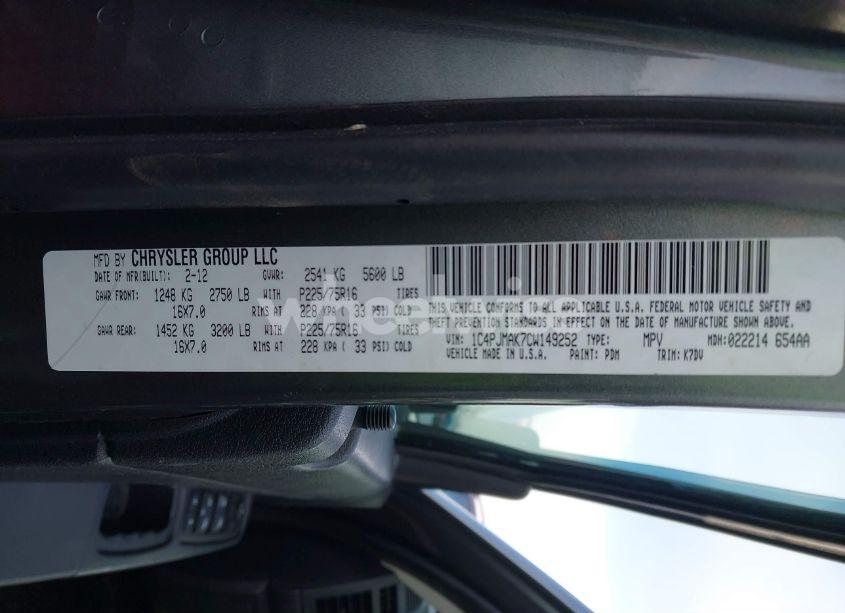 MFD BY CHRYSLER GROUP LLC
DATE OF MFR(BUILT): 2-12 GVWR: 2541 KG 5600 LB
GAWR FRONT: 1248 KG 2750 LB WITH P225/75R16 TIRES
16X7.0 RIMS AT 228 KPA ( 33 PSI) COLD
GAWR REAR: 1452 KG 3200 LB WITH P225/75R16 TIRES
16X7.0 RIMS AT 228 KPA ( 33 PSI) COLD
THIS VEHICLE CONFORMS TO ALL APPLICABLE U.S.A. FEDERAL MOTOR VEHICLE SAFETY AND
THEFT PREVENTION STANDARDS IN EFFECT ON THE DATE OF MANUFACTURE SHOWN ABOVE.
VIN: 1C4PJMAK7CW149252 TYPE: MPV MDH: 022214 654AA
VEHICLE MADE IN U.S.A. PAINT: PDM TRIM: K7DV